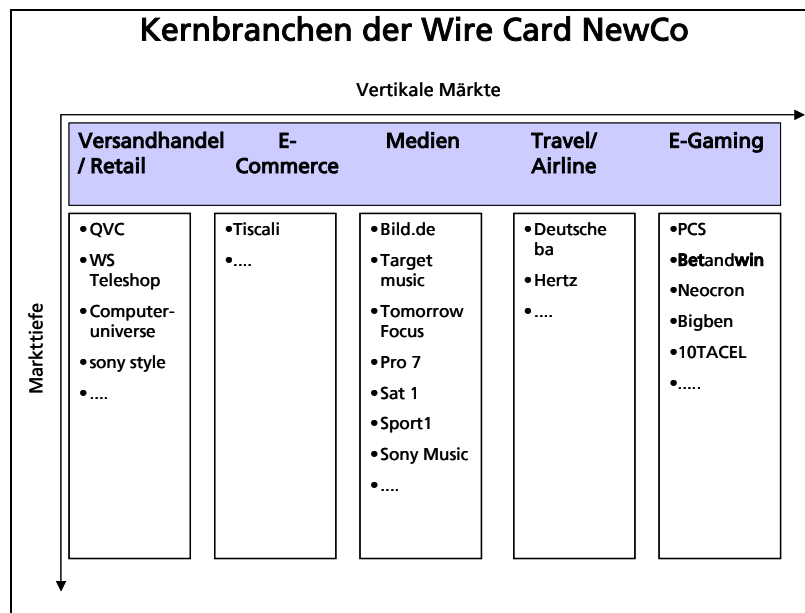 Kernbranchen der Wire Card NewCo
Vertikale Märkte
Markttiefe
Versandhandel
/ Retail
E-
Commerce
Medien
Travel/
Airline
E-Gaming
•QVC
•WS
Teleshop
•Computer-
universe
•sony style
•....
•Tiscali
•....
•Bild.de
•Target
music
•Tomorrow
Focus
•Pro 7
•Sat 1
•Sport1
•Sony Music
•....
•Deutsche
ba
•Hertz
•....
•PCS
•Betandwin
•Neocron
•Bigben
•10TACEL
•.....